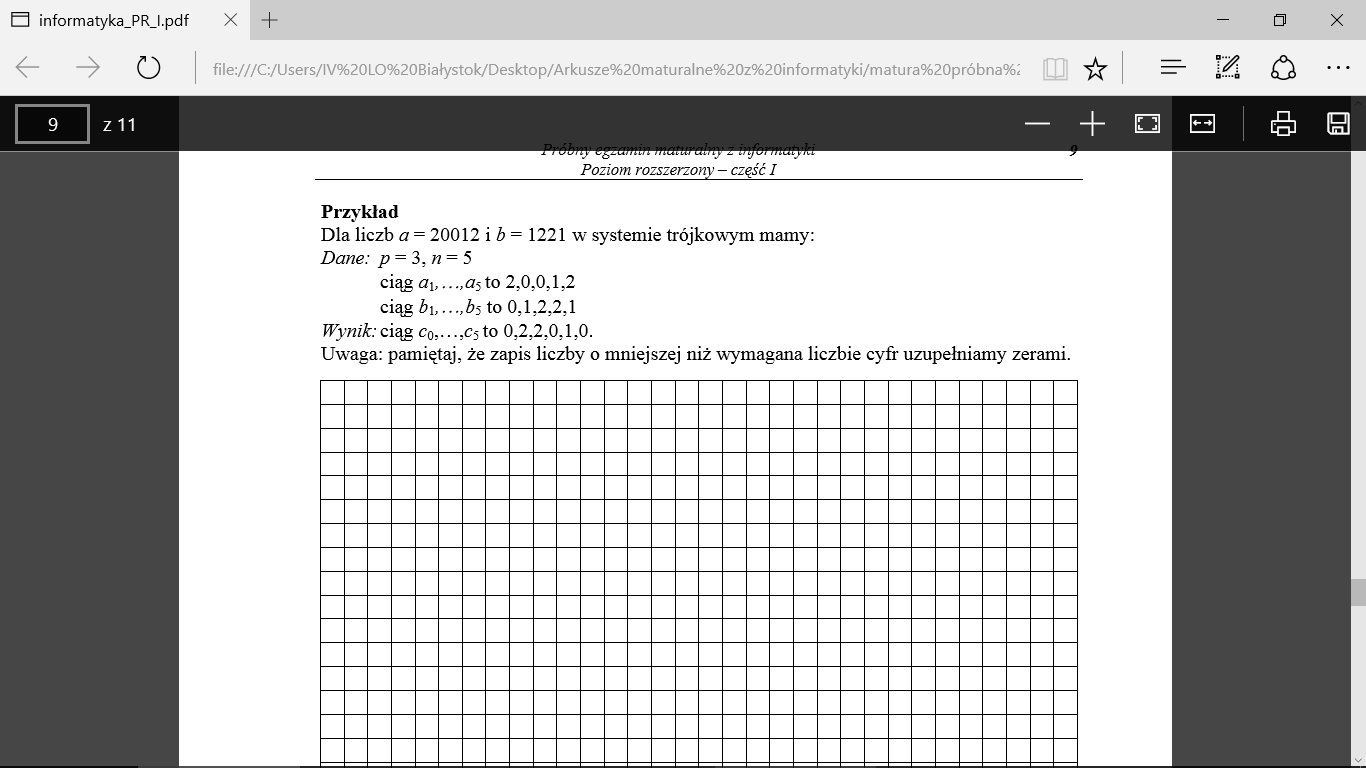 informatyka_PR_I.pdf
file:///C:/Users/IV%20LO%20Białystok/Desktop/Arkusze%20maturalne%20z%20informatyki/matura%20próbna%2
9 z 11
Próbny egzamin maturalny z informatyki 9
Poziom rozszerzony – część I
Przykład
Dla liczb a = 20012 i b = 1221 w systemie trójkowym mamy:
Dane: p = 3, n = 5
ciąg a1,…,a5 to 2,0,0,1,2
ciąg b1,…,b5 to 0,1,2,2,1
Wynik: ciąg c0,…,c5 to 0,2,2,0,1,0.
Uwaga: pamiętaj, że zapis liczby o mniejszej niż wymagana liczbie cyfr uzupełniamy zerami.